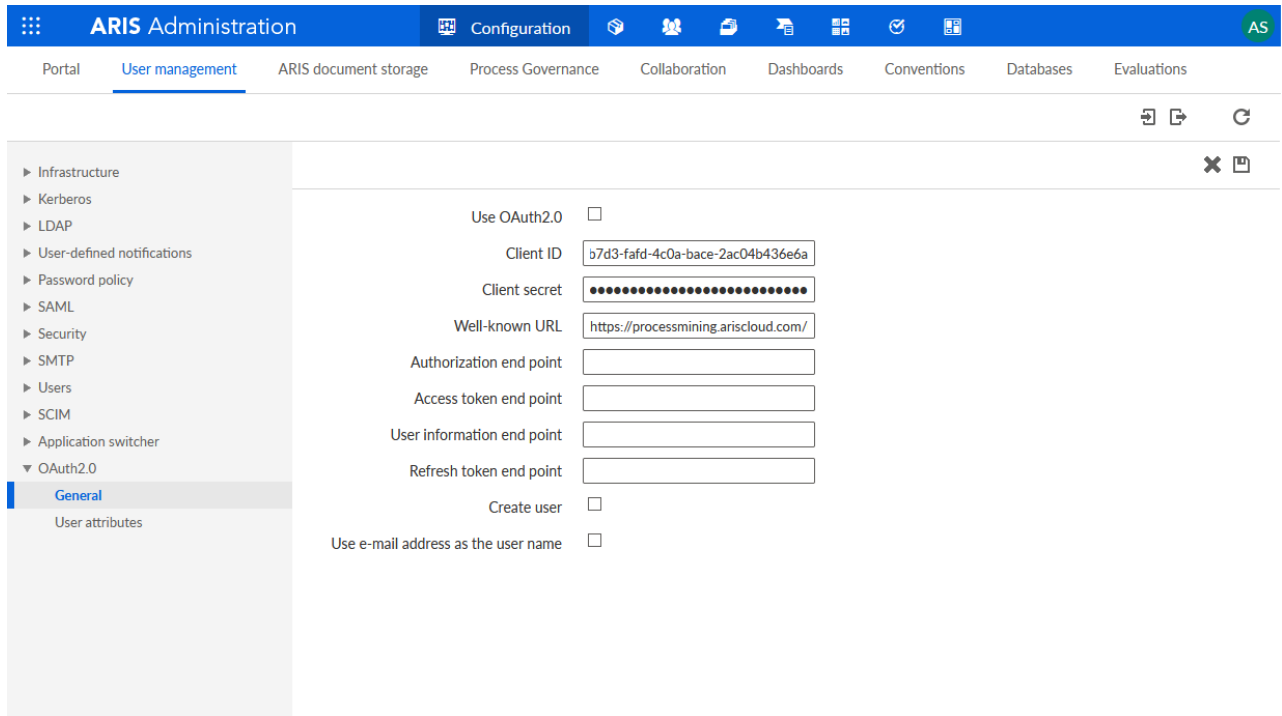 ARIS Administration Configuration AS
Portal User management ARIS document storage Process Governance Collaboration Dashboards Conventions Databases Evaluations
Infrastructure
Kerberos
LDAP
User-defined notifications
Password policy
SAML
Security
SMTP
Users
SCIM
Application switcher
OAuth2.0
General
User attributes
Use OAuth2.0
Client ID b7d3-fafd-4c0a-bace-2ac04b436e6a
Client secret •••••••••••••••••••••••••••
Well-known URL https://processmining.ariscloud.com/
Authorization end point
Access token end point
User information end point
Refresh token end point
Create user
Use e-mail address as the user name